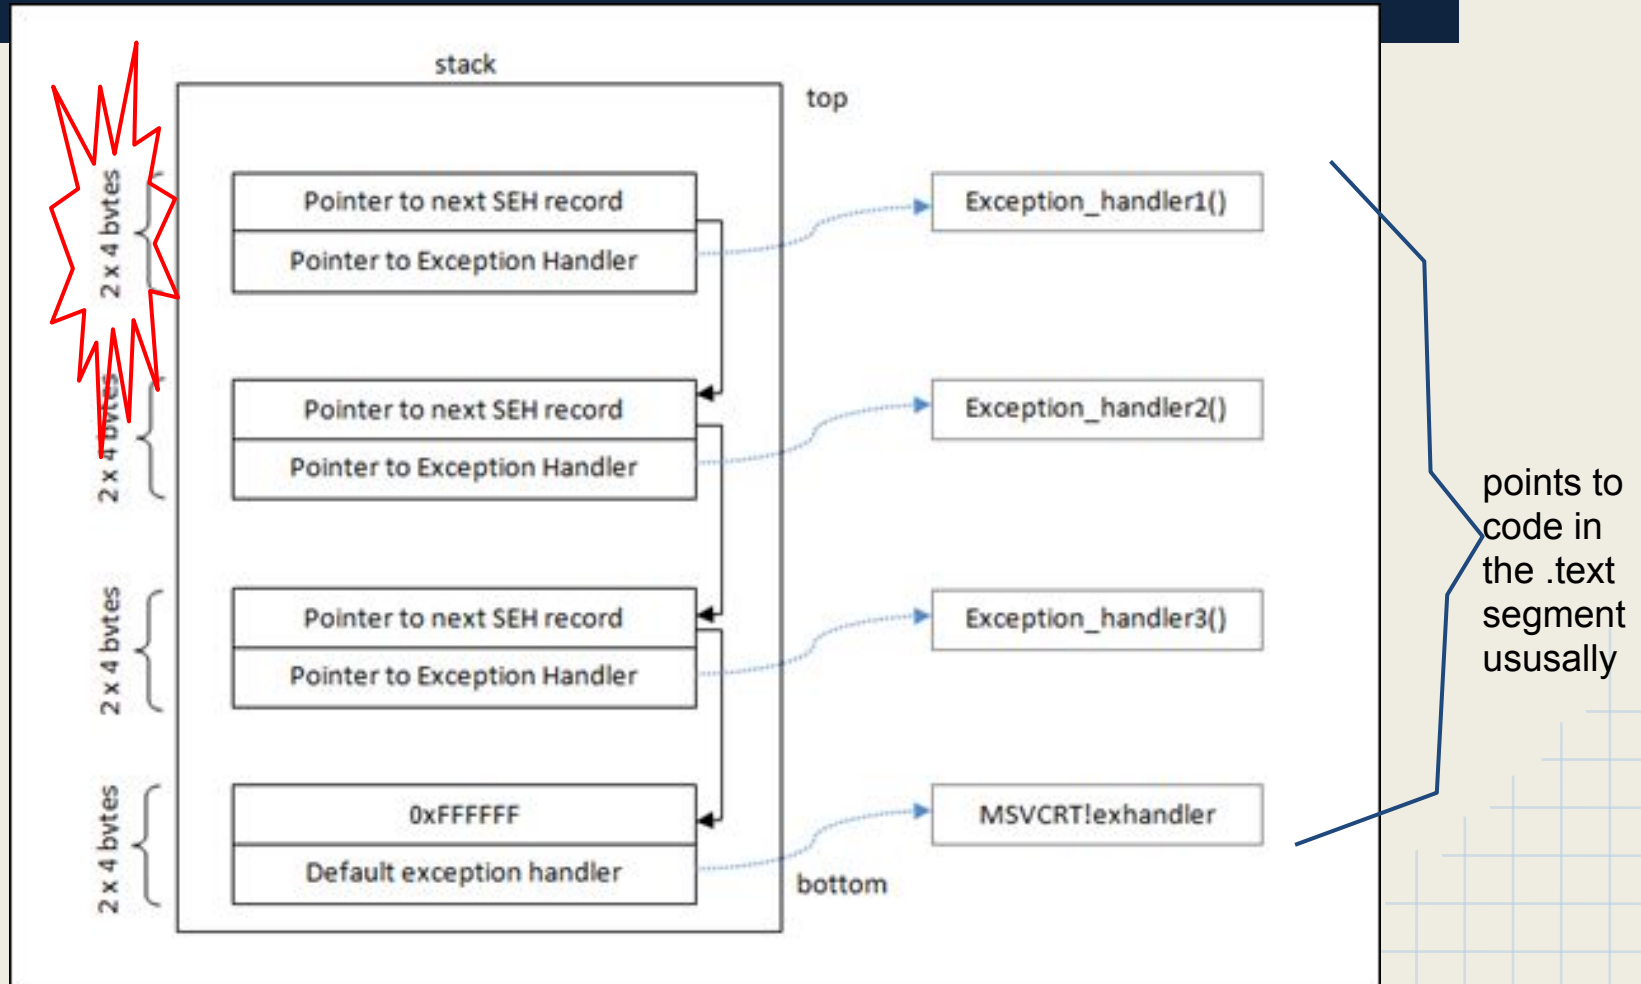 stack
top
2 x 4 bytes
Pointer to next SEH record
Pointer to Exception Handler
Exception_handler1()
2 x 4 bytes
Pointer to next SEH record
Pointer to Exception Handler
Exception_handler2()
2 x 4 bytes
Pointer to next SEH record
Pointer to Exception Handler
Exception_handler3()
2 x 4 bytes
0xFFFFFF
Default exception handler
MSVCRT!exhandler
bottom
points to
code in
the .text
segment
ususally